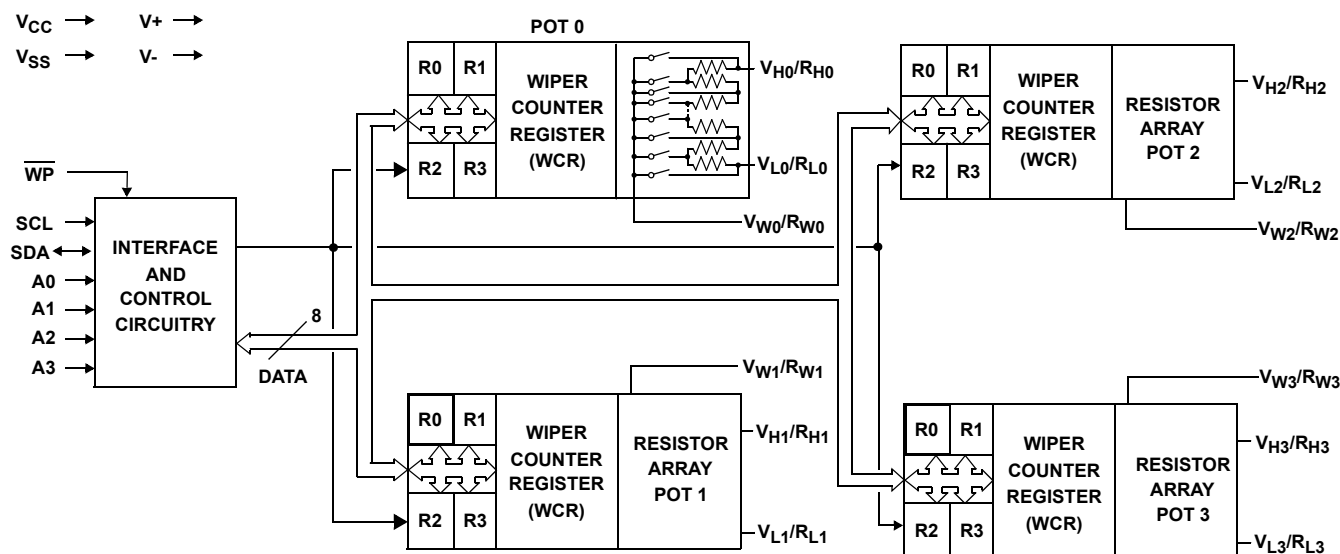 VCC V+
VSS V-
WP
SCL
SDA
A0
A1
A2
A3
INTERFACE
AND
CONTROL
CIRCUITRY
8
DATA
POT 0
R0 R1
R2 R3
WIPER
COUNTER
REGISTER
(WCR)
VH0/RH0
VL0/RL0
VW0/RW0
R0 R1
R2 R3
WIPER
COUNTER
REGISTER
(WCR)
RESISTOR
ARRAY
POT 2
VH2/RH2
VL2/RL2
VW2/RW2
VW1/RW1
R0 R1
R2 R3
WIPER
COUNTER
REGISTER
(WCR)
RESISTOR
ARRAY
POT 1
VH1/RH1
VL1/RL1
VW3/RW3
R0 R1
R2 R3
WIPER
COUNTER
REGISTER
(WCR)
RESISTOR
ARRAY
POT 3
VH3/RH3
VL3/RL3